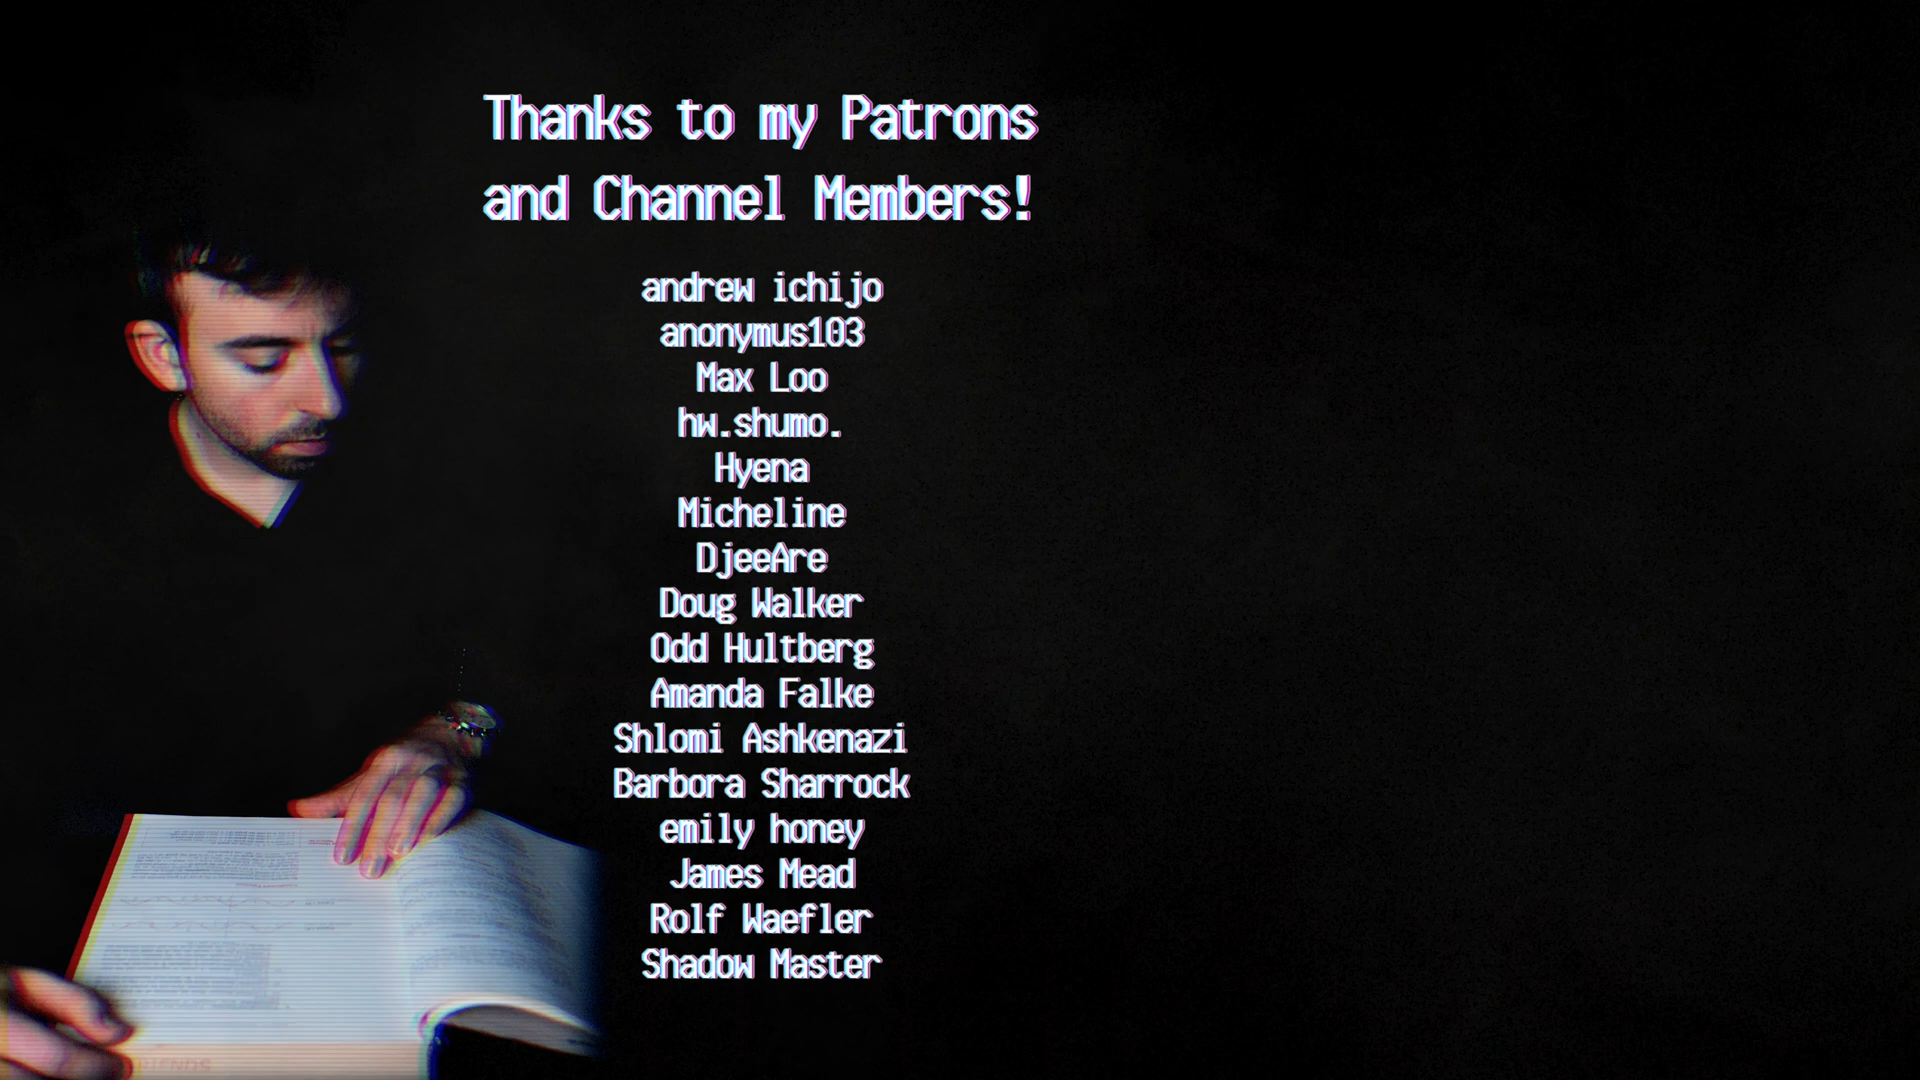 Thanks to my Patrons
and Channel Members!
andrew ichijo
anonymus103
Max Loo
hw.shumo.
Hyena
Micheline
DjeeAre
Doug Walker
Odd Hultberg
Amanda Falke
Shlomi Ashkenazi
Barbora Sharrock
emily honey
James Mead
Rolf Waefler
Shadow Master